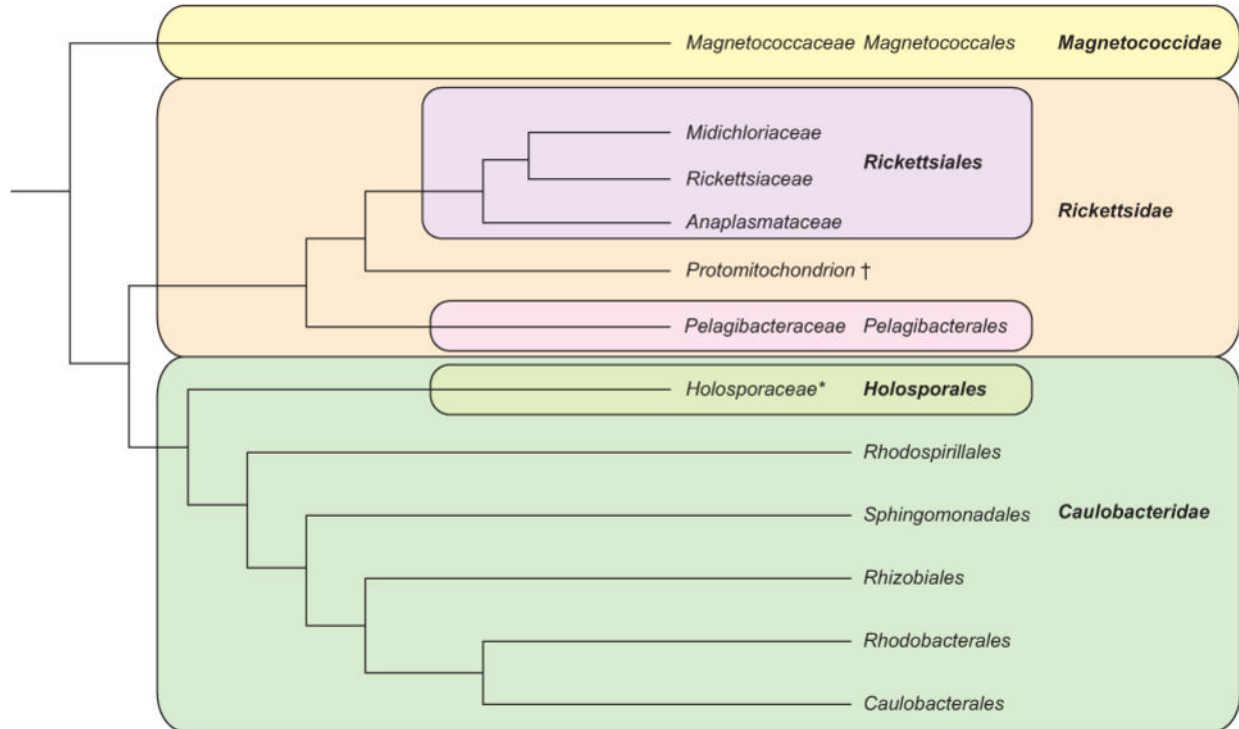 Magnetococcaceae Magnetococcales Magnetococcidae
Midichloriaceae
Rickettsiales
Rickettsiaceae
Rickettsidae
Anaplasmataceae
Protomitochondrion †
Pelagibacteraceae Pelagibacterales
Holosporaceae* Holosporales
Rhodospirillales
Sphingomonadales Caulobacteridae
Rhizobiales
Rhodobacterales
Caulobacterales